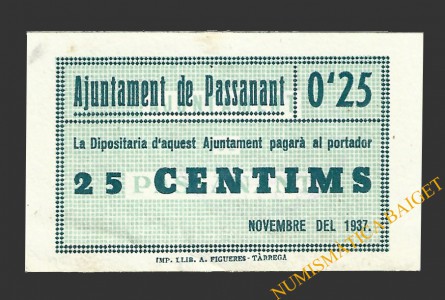 Ajuntament de Passanant
0'25
La Dipositaria d'aquest Ajuntament pagarà al portador
25 CENTIMS
NOVEMBRE DEL 1937.
IMP. LLIB. A. FIGUERES - TÀRREGA
NUMISMÀTICA BAIGET